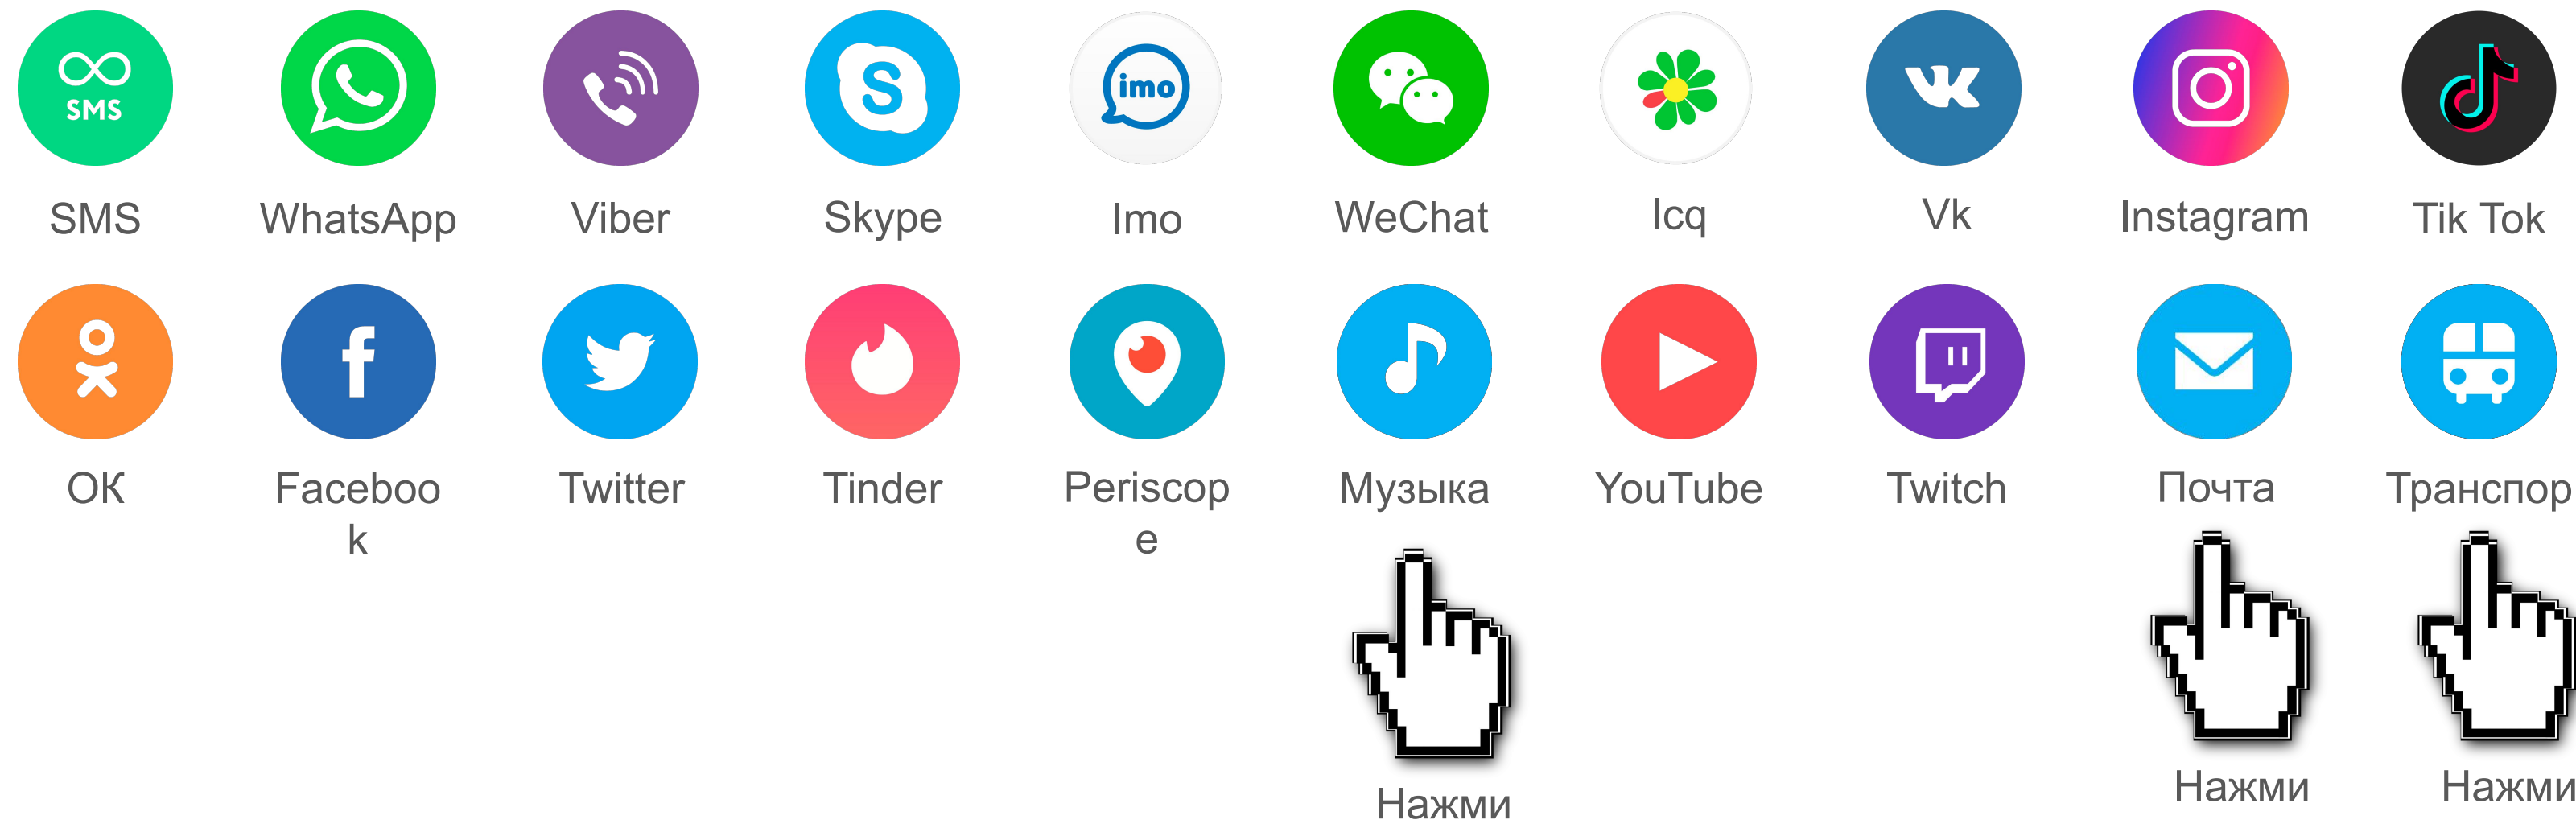 SMS
imo
SMS
WhatsApp
Viber
Skype
Imo
WeChat
Icq
Vk
Instagram
Tik Tok
ОК
Faceboo
k
Twitter
Tinder
Periscop
e
Музыка
YouTube
Twitch
Почта
Транспор
Нажми
Нажми
Нажми